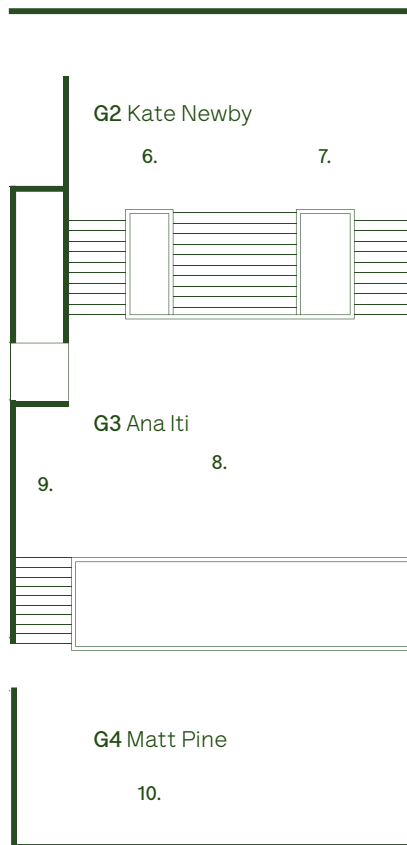 G2 Kate Newby
6. 7.
G3 Ana Iti
8.
9.
G4 Matt Pine
10.